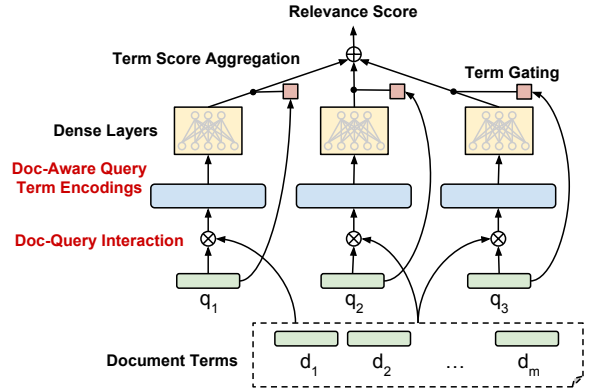 Relevance Score
Term Score Aggregation
Term Gating
Dense Layers
Doc-Aware Query
Term Encodings
Doc-Query Interaction
q1 q2 q3
Document Terms
d1 d2 ... dm